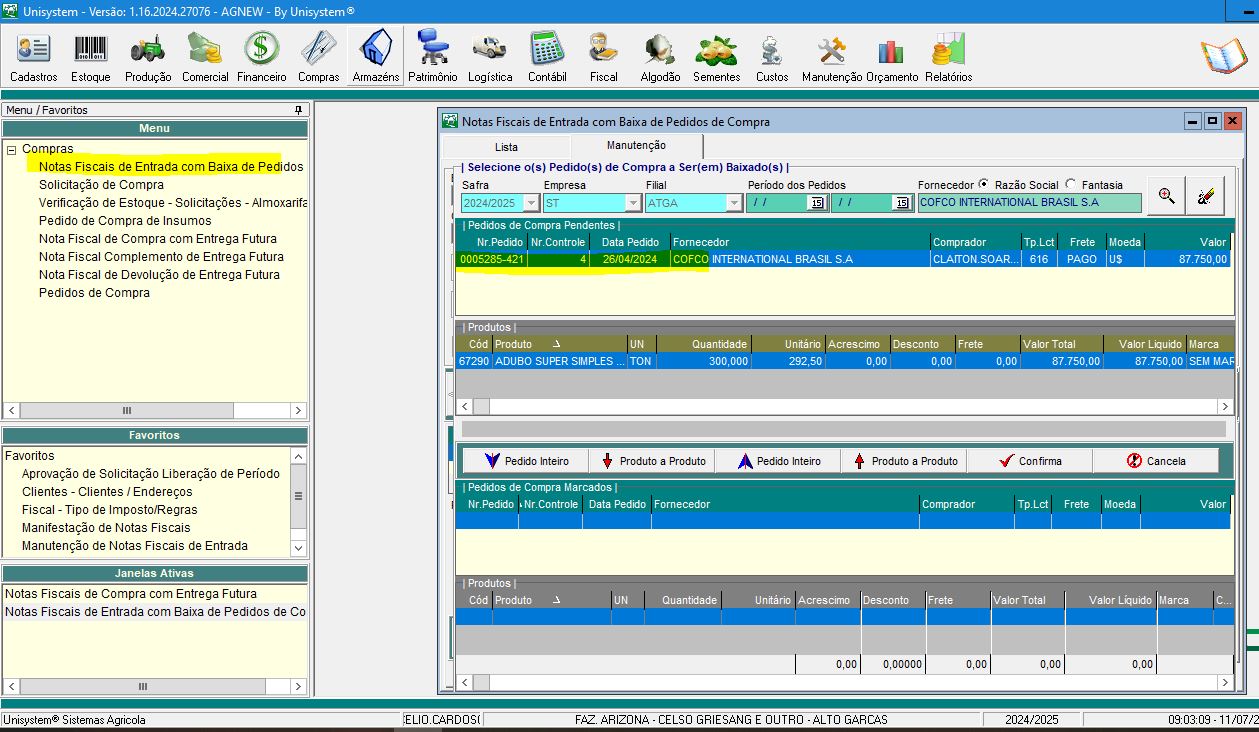 Unisystem - Versão: 1.16.2024.27076 - AGNEW - By Unisystem®
Cadastros Estoque Produção Comercial Financeiro Compras Armazéns Patrimônio Logística Contábil Fiscal Algodão Sementes Custos Manutenção Orçamento Relatórios
Menu / Favoritos
Menu
Compras
Notas Fiscais de Entrada com Baixa de Pedidos
Solicitação de Compra
Verificação de Estoque - Solicitações - Almoxarifa
Pedido de Compra de Insumos
Nota Fiscal de Compra com Entrega Futura
Nota Fiscal Complemento de Entrega Futura
Nota Fiscal de Devolução de Entrega Futura
Pedidos de Compra
Favoritos
Favoritos
Aprovação de Solicitação Liberação de Período
Clientes - Clientes / Endereços
Fiscal - Tipo de Imposto/Regras
Manifestação de Notas Fiscais
Manutenção de Notas Fiscais de Entrada
Janelas Ativas
Notas Fiscais de Compra com Entrega Futura
Notas Fiscais de Entrada com Baixa de Pedidos de Co
Notas Fiscais de Entrada com Baixa de Pedidos de Compra
Lista Manutenção
| Selecione o(s) Pedido(s) de Compra a Ser(em) Baixado(s) |
Safra Empresa Filial Período dos Pedidos Fornecedor Razão Social Fantasia
2024/2025 ST ATGA / / 15 / / 15 COFCO INTERNATIONAL BRASIL S.A
| Pedidos de Compra Pendentes |
Nr.Pedido Nr.Controle Data Pedido Fornecedor Comprador Tp.Lct Frete Moeda Valor
0005285-421 4 26/04/2024 COFCO INTERNATIONAL BRASIL S.A CLAITON.SOAR... 616 PAGO U$ 87.750,00
| Produtos |
Cód Produto UN Quantidade Unitário Acrescimo Desconto Frete Valor Total Valor Liquido Marca
67290 ADUBO SUPER SIMPLES ... TON 300,000 292,50 0,00 0,00 0,00 87.750,00 87.750,00 SEM MAR
Pedido Inteiro Produto a Produto Pedido Inteiro Produto a Produto Confirma Cancela
| Pedidos de Compra Marcados |
Nr.Pedido Nr.Controle Data Pedido Fornecedor Comprador Tp.Lct Frete Moeda Valor
| Produtos |
Cód Produto UN Quantidade Unitário Acrescimo Desconto Frete Valor Total Valor Líquido Marca C...
0,00 0,00000 0,00 0,00 0,00
Unisystem® Sistemas Agricola ELIO.CARDOSO FAZ. ARIZONA - CELSO GRIESANG E OUTRO - ALTO GARCAS 2024/2025 09:03:09 - 11/07/2